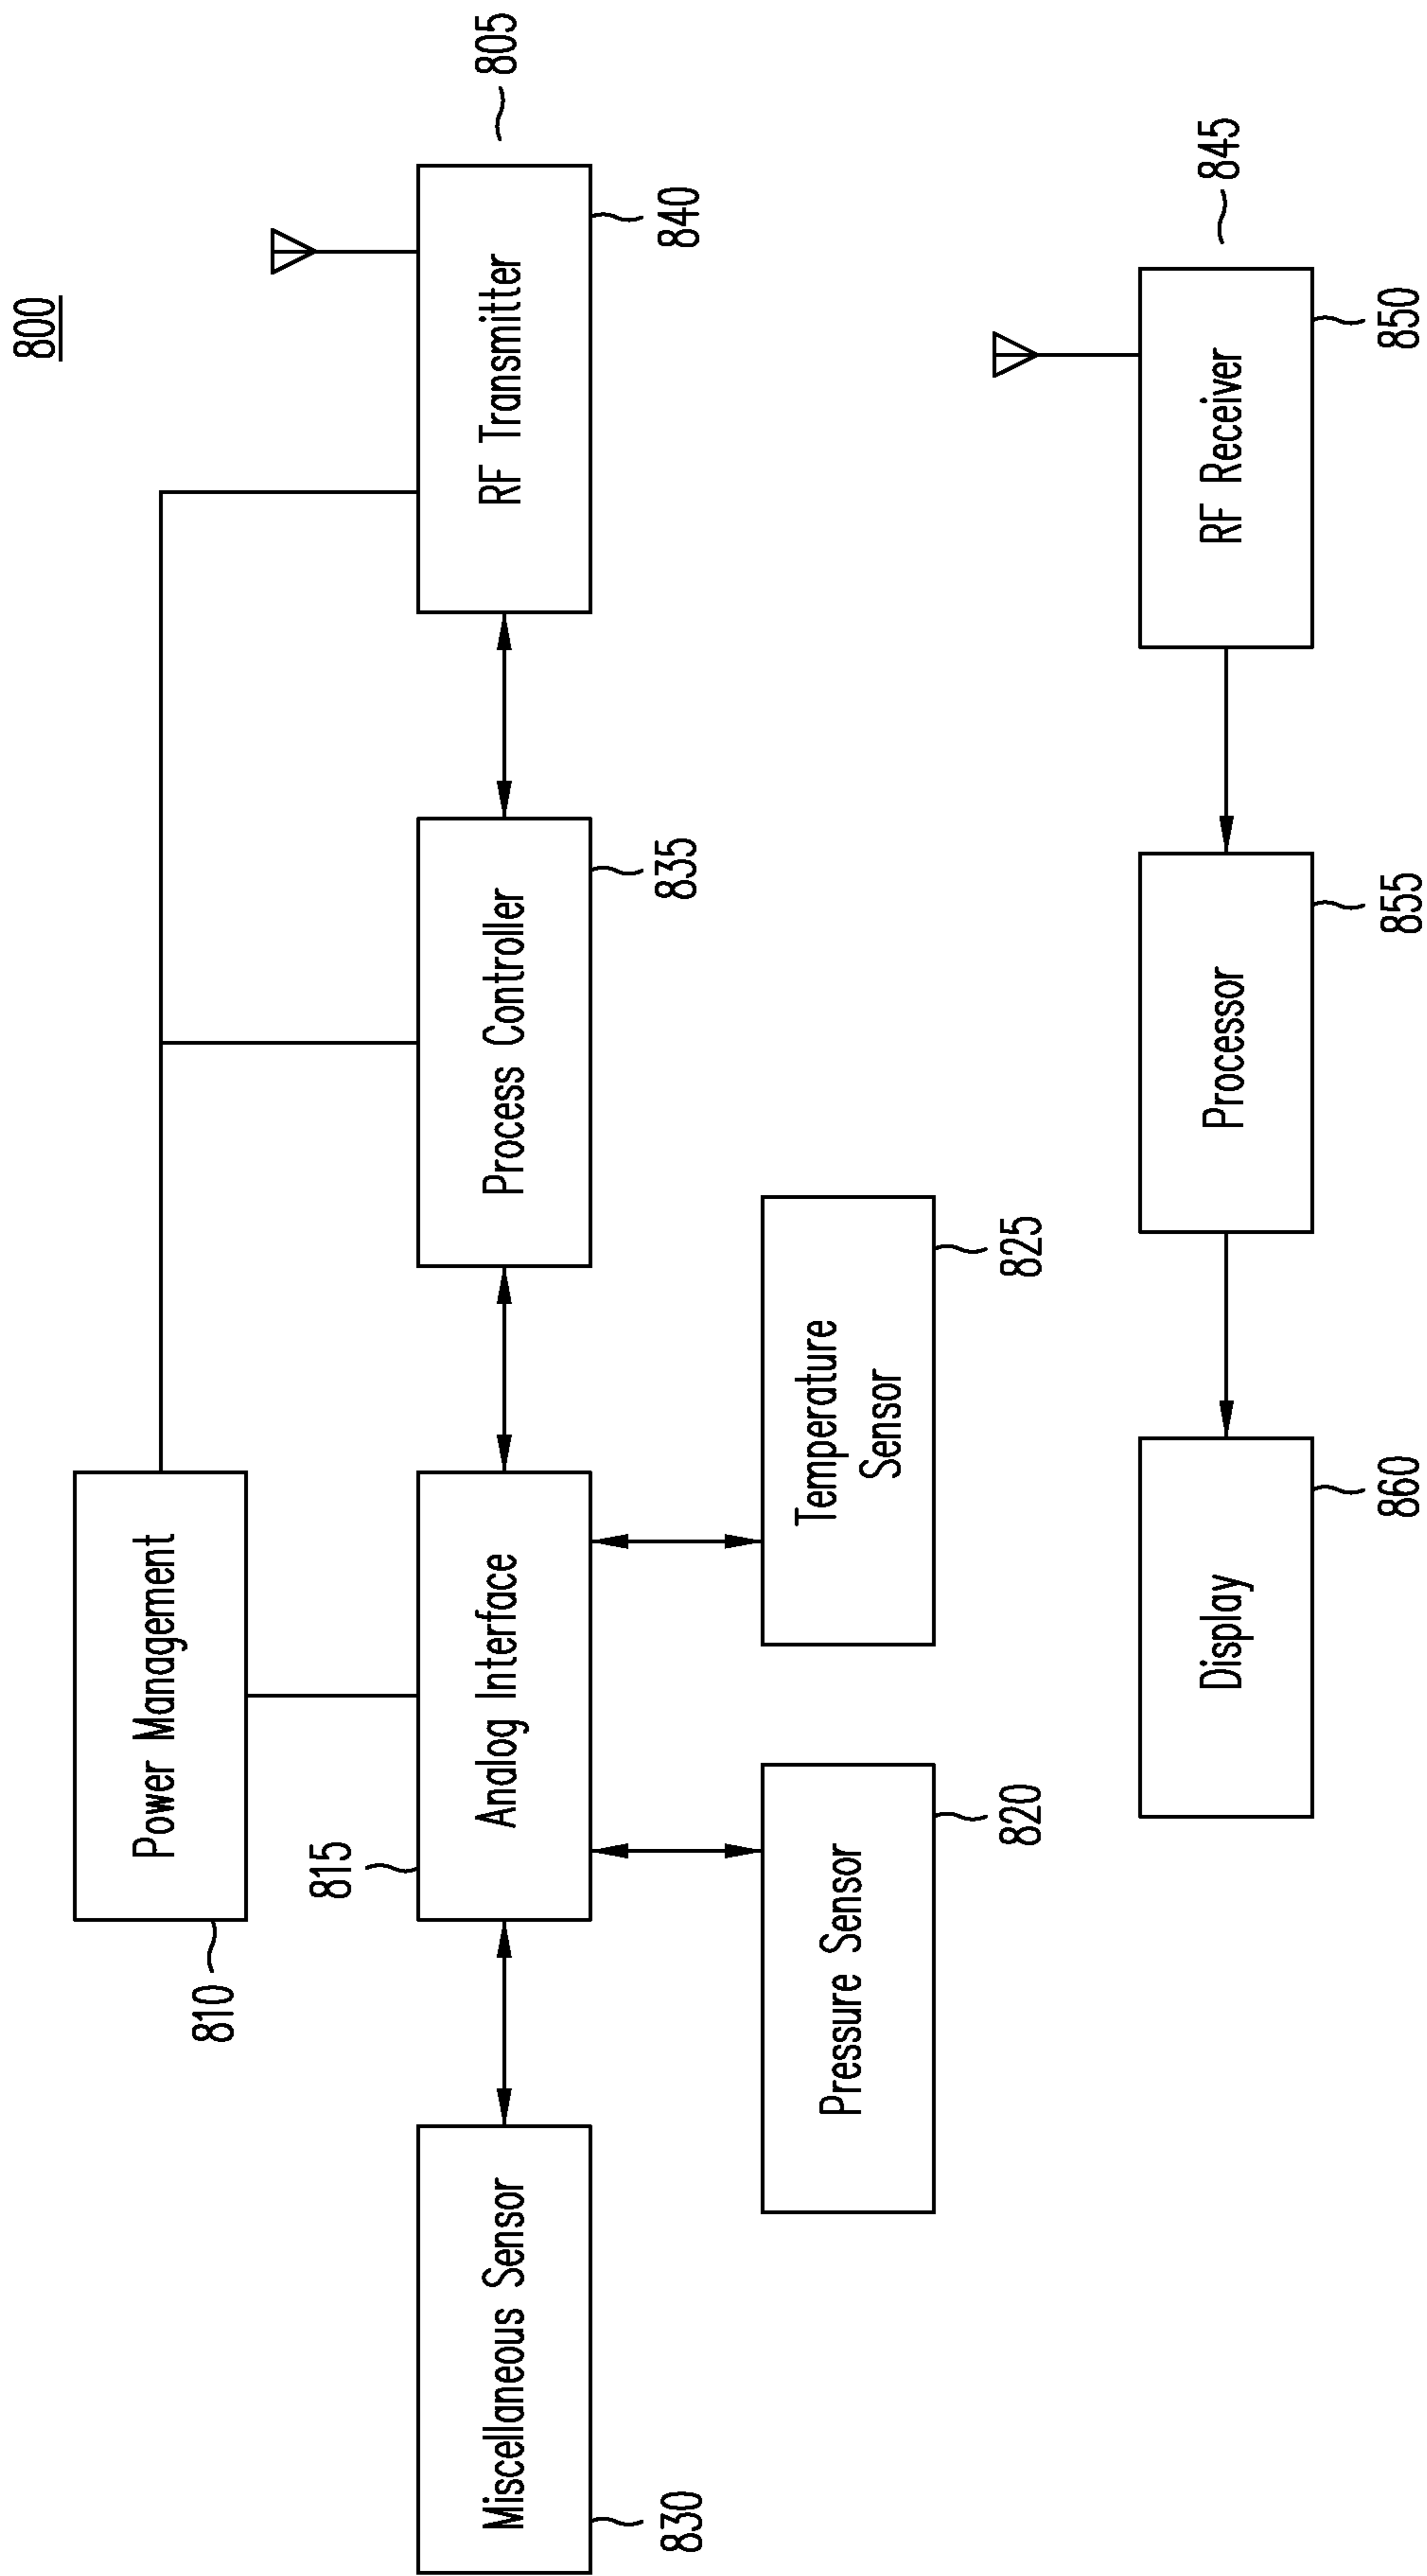 800
Power Management
810
805
815
Miscellaneous Sensor
830
Analog Interface
Process Controller
835
RF Transmitter
840
Pressure Sensor
820
Temperature
Sensor
825
845
Display
860
Processor
855
RF Receiver
850